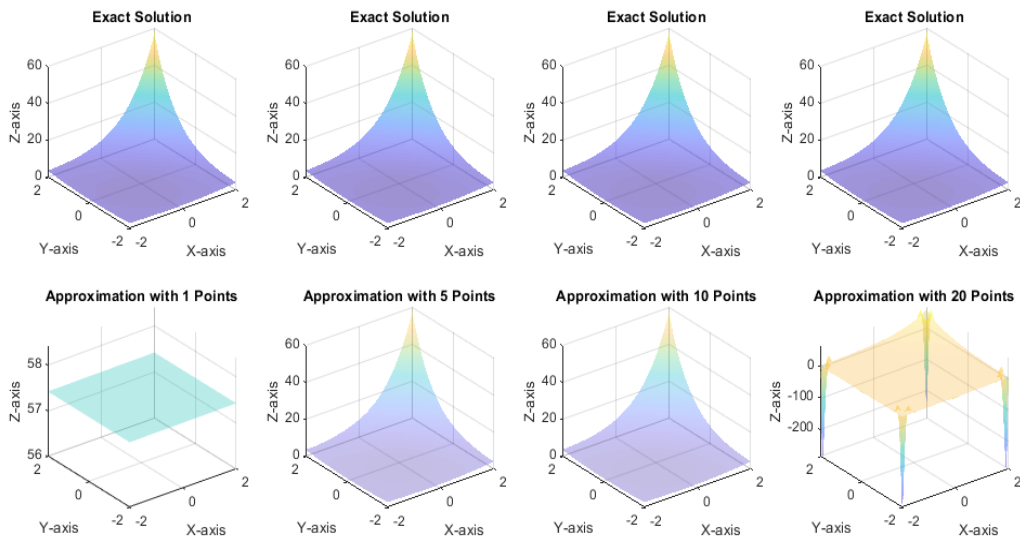 Exact Solution
Z-axis
60
40
20
0
2
0
-2
-2
0
2
Y-axis
X-axis
Exact Solution
Z-axis
60
40
20
0
2
0
-2
-2
0
2
Y-axis
X-axis
Exact Solution
Z-axis
60
40
20
0
2
0
-2
-2
0
2
Y-axis
X-axis
Exact Solution
Z-axis
60
40
20
0
2
0
-2
-2
0
2
Y-axis
X-axis
Approximation with 1 Points
Z-axis
58
57
56
2
0
-2
-2
0
2
Y-axis
X-axis
Approximation with 5 Points
Z-axis
60
40
20
0
2
0
-2
-2
0
2
Y-axis
X-axis
Approximation with 10 Points
Z-axis
60
40
20
0
2
0
-2
-2
0
2
Y-axis
X-axis
Approximation with 20 Points
Z-axis
0
-100
-200
2
0
-2
-2
0
2
Y-axis
X-axis